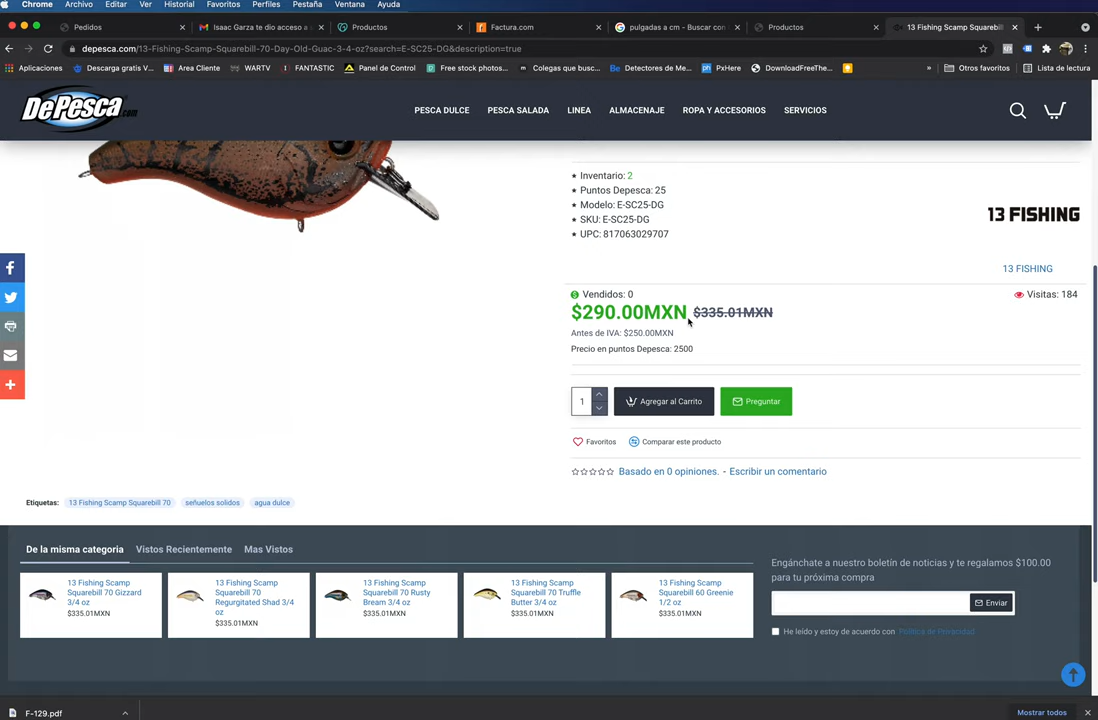 Chrome Archivo Editar Ver Historial Favoritos Perfiles Pestaña Ventana Ayuda
Pedidos
Isaac Garza te dio acceso a
Productos
Factura.com
pulgadas a cm - Buscar con
Productos
13 Fishing Scamp Squarebill
depesca.com/13-Fishing-Scamp-Squarebill-70-Day-Old-Guac-3-4-oz?search=E-SC25-DG&description=true
Aplicaciones
Descarga gratis V...
Area Cliente
WARTV
FANTASTIC
Panel de Control
Free stock photos...
Colegas que busc...
Detectores de Me...
PxHere
DownloadFreeThe...
»
Otros favoritos
Lista de lectura
DePesca.com
PESCA DULCE PESCA SALADA LINEA ALMACENAJE ROPA Y ACCESORIOS SERVICIOS
Inventario: 2
Puntos Depesca: 25
Modelo: E-SC25-DG
SKU: E-SC25-DG
UPC: 817063029707
13 FISHING
13 FISHING
Vendidos: 0
Visitas: 184
$290.00MXN $335.01MXN
Antes de IVA: $250.00MXN
Precio en puntos Depesca: 2500
1
Agregar al Carrito
Preguntar
Favoritos
Comparar este producto
Basado en 0 opiniones. - Escribir un comentario
Etiquetas: 13 Fishing Scamp Squarebill 70 señuelos solidos agua dulce
De la misma categoria Vistos Recientemente Mas Vistos
13 Fishing Scamp
Squarebill 70 Gizzard
3/4 oz
$335.01MXN
13 Fishing Scamp
Squarebill 70
Regurgitated Shad 3/4
oz
$335.01MXN
13 Fishing Scamp
Squarebill 70 Rusty
Bream 3/4 oz
$335.01MXN
13 Fishing Scamp
Squarebill 70 Truffle
Butter 3/4 oz
$335.01MXN
13 Fishing Scamp
Squarebill 60 Greenie
1/2 oz
$335.01MXN
Engánchate a nuestro boletín de noticias y te regalamos $100.00
para tu próxima compra
Enviar
He leído y estoy de acuerdo con Política de Privacidad
F-129.pdf
Mostrar todos